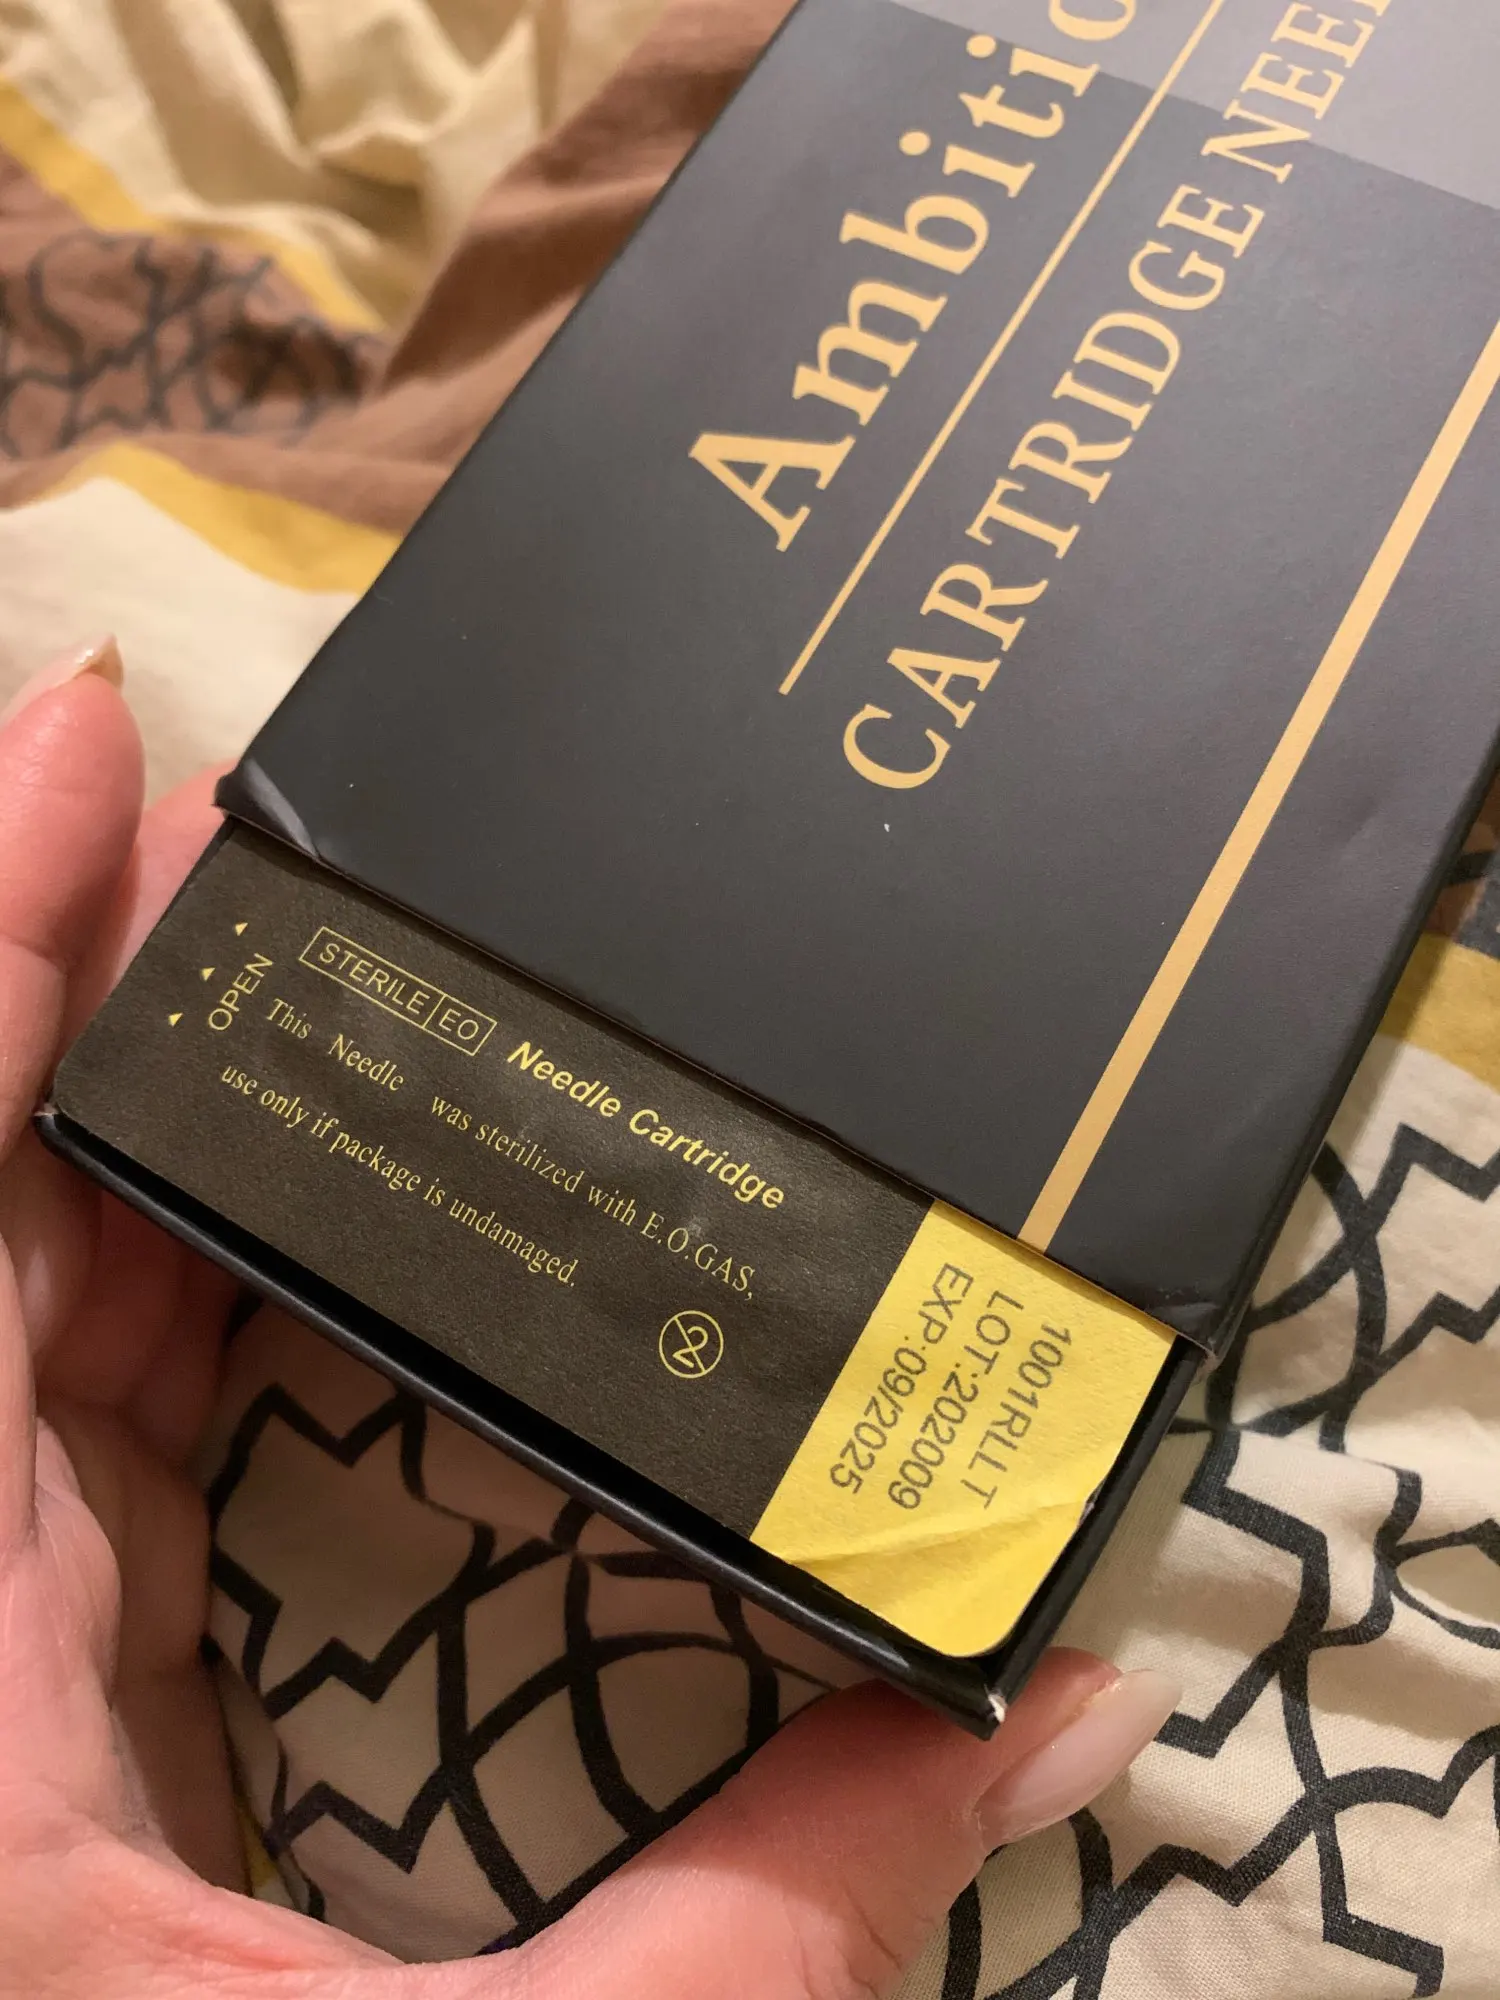 Ambitio
CARTRIDGE NEE
OPEN
STERILE EO
Needle Cartridge
This Needle was sterilized with E.O.GAS,
use only if package is undamaged.
2
1001RLLT
LOT:202009
EXP:09/2025